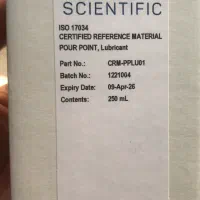 SCIENTIFIC
ISO 17034
CERTIFIED REFERENCE MATERIAL
POUR POINT, Lubricant
Part No.: CRM-PPLU01
Batch No.: 1221004
Expiry Date: 09-Apr-26
Contents: 250 mL